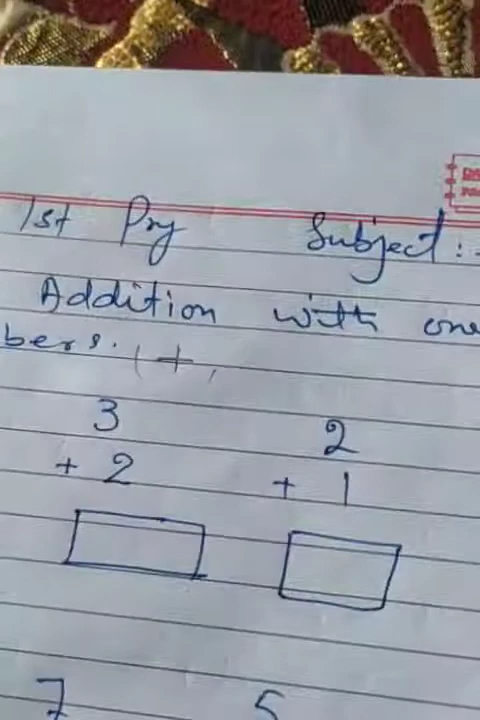 1st Pry Subject :-
Addition with one
bers. (+,
3 2
+ 2 + 1
7 5